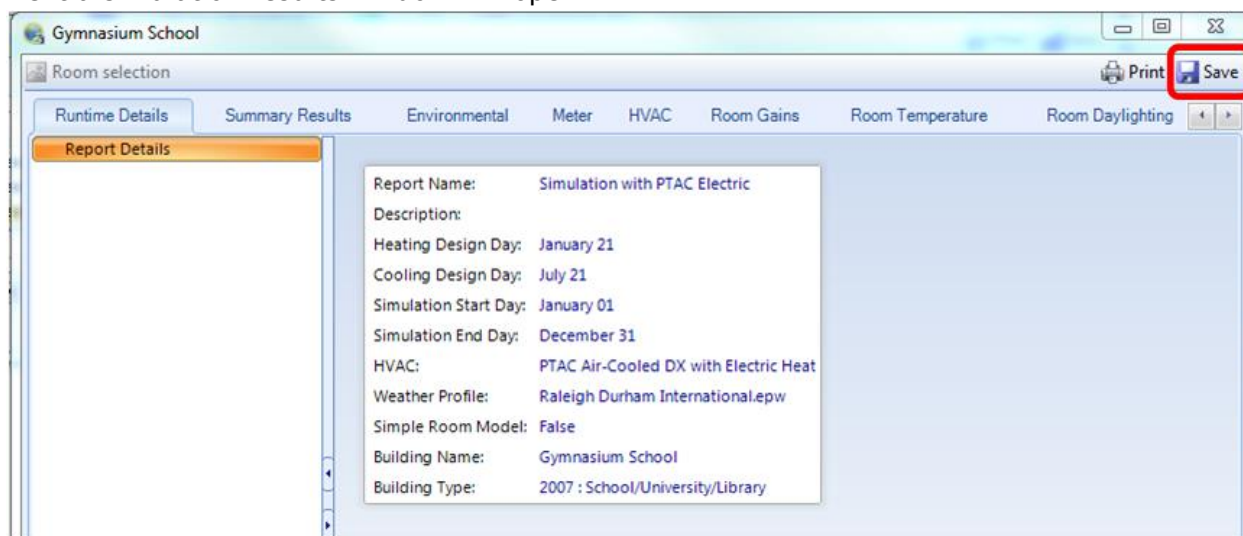 Gymnasium School
Room selection Print Save
Runtime Details Summary Results Environmental Meter HVAC Room Gains Room Temperature Room Daylighting
Report Details
Report Name: Simulation with PTAC Electric
Description:
Heating Design Day: January 21
Cooling Design Day: July 21
Simulation Start Day: January 01
Simulation End Day: December 31
HVAC: PTAC Air-Cooled DX with Electric Heat
Weather Profile: Raleigh Durham International.epw
Simple Room Model: False
Building Name: Gymnasium School
Building Type: 2007 : School/University/Library